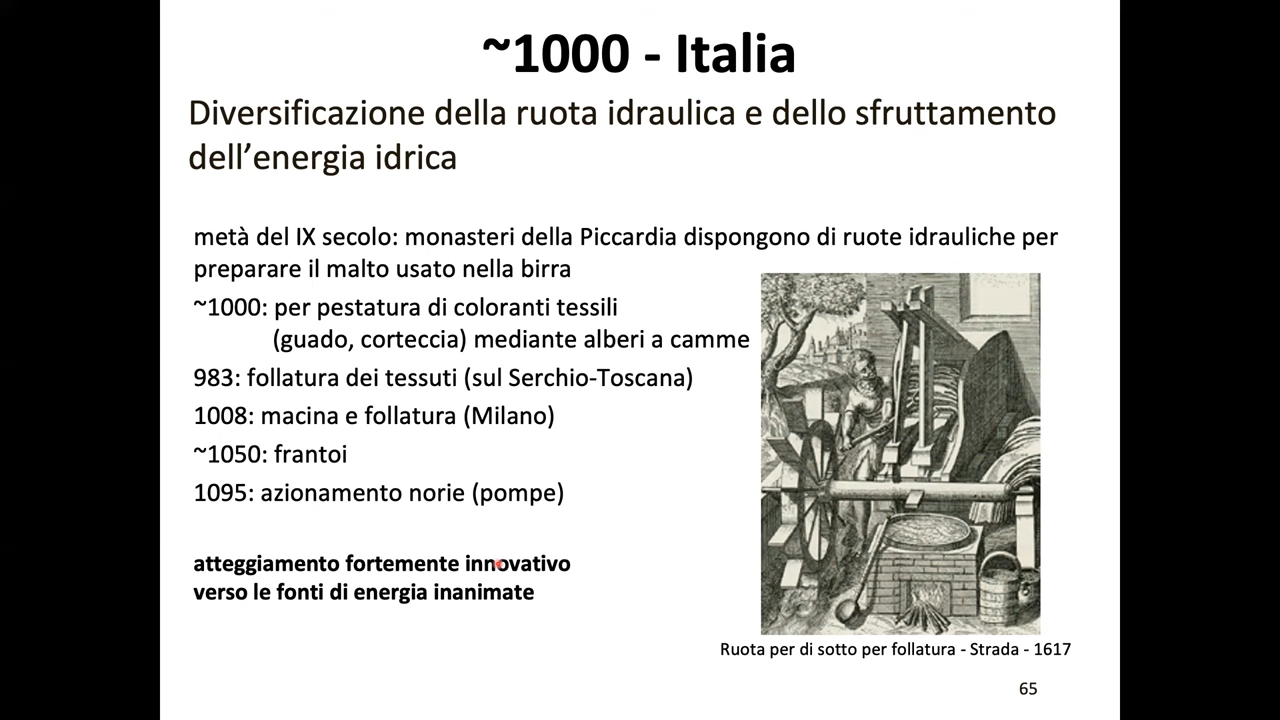 ~1000 - Italia
Diversificazione della ruota idraulica e dello sfruttamento
dell’energia idrica
metà del IX secolo: monasteri della Piccardia dispongono di ruote idrauliche per
preparare il malto usato nella birra
~1000: per pestatura di coloranti tessili
(guado, corteccia) mediante alberi a camme
983: follatura dei tessuti (sul Serchio-Toscana)
1008: macina e follatura (Milano)
~1050: frantoi
1095: azionamento norie (pompe)
atteggiamento fortemente innovativo
verso le fonti di energia inanimate
Ruota per di sotto per follatura - Strada - 1617
65